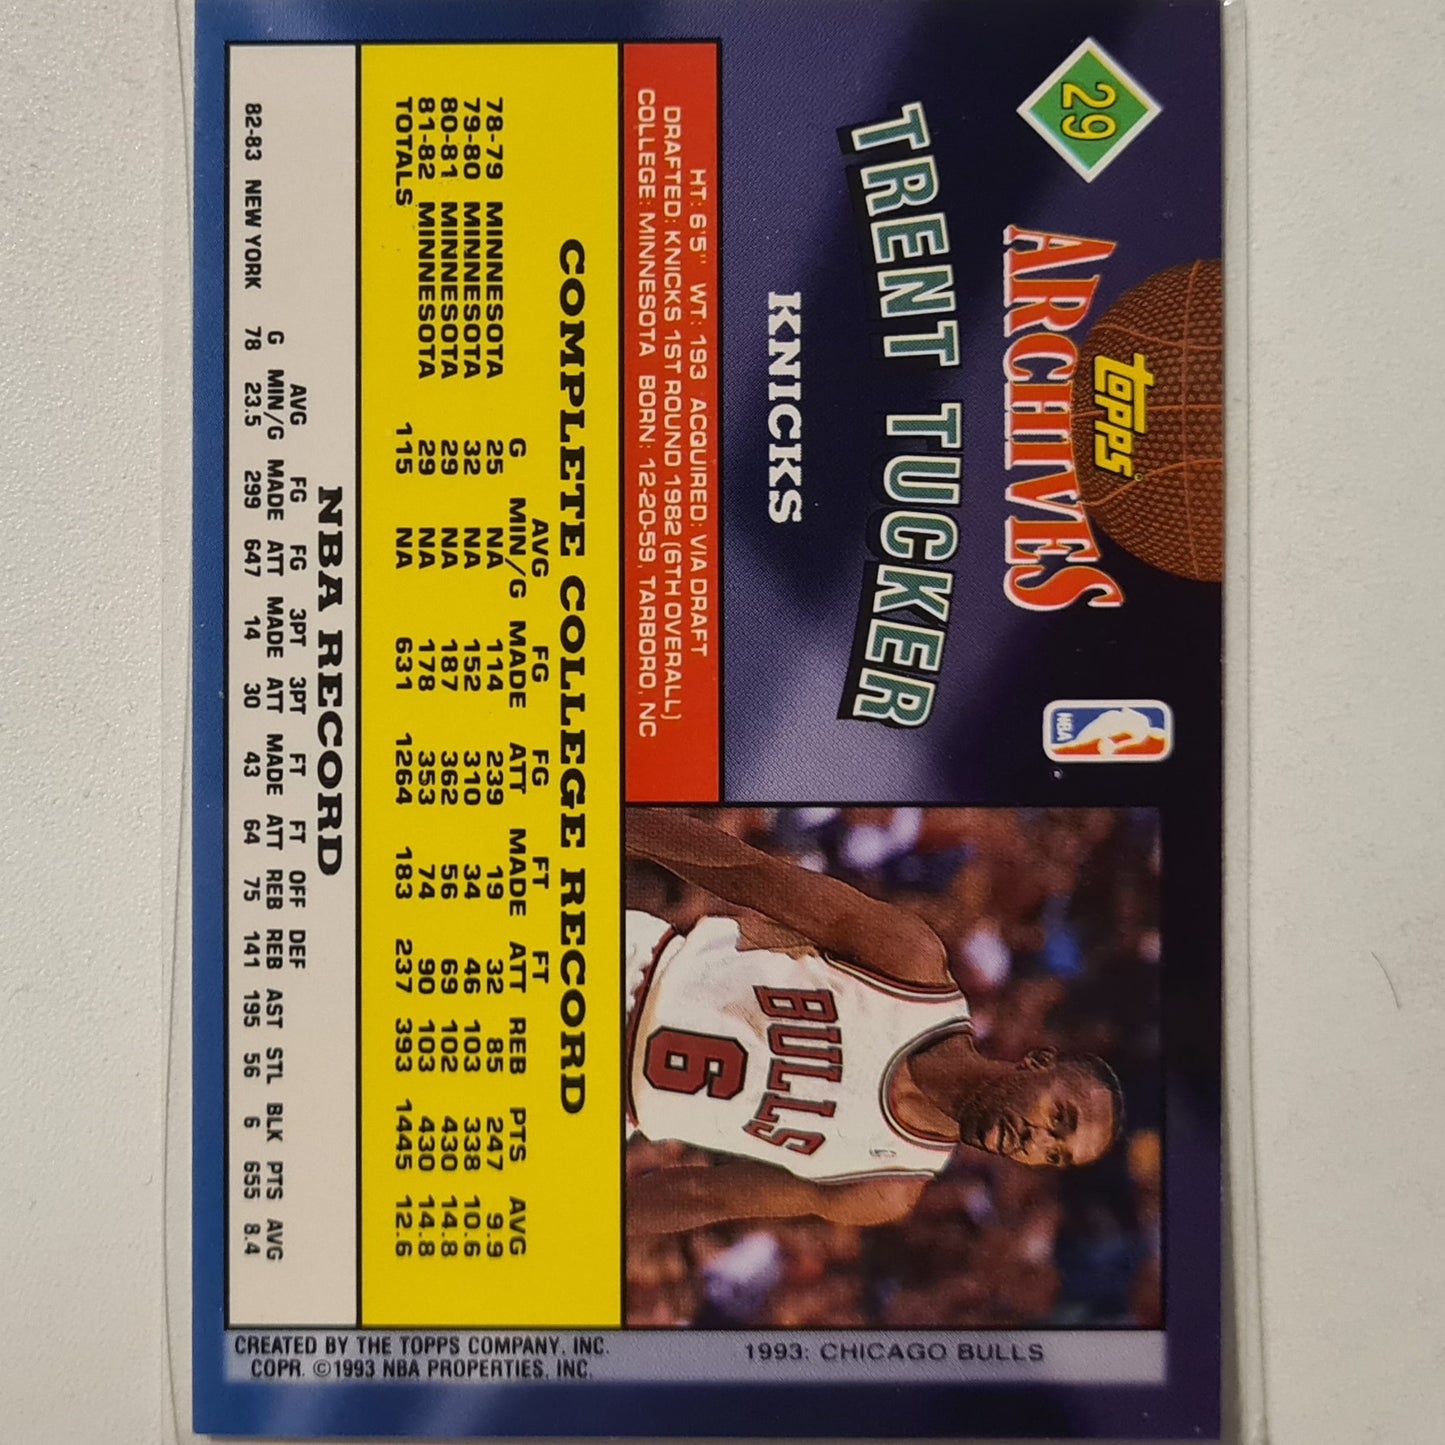 29
topps
ARCHIVES
NBA
TRENT TUCKER
KNICKS
HT: 6'5" WT: 193 ACQUIRED: VIA DRAFT
DRAFTED: KNICKS 1ST ROUND 1982 (6TH OVERALL)
COLLEGE: MINNESOTA BORN: 12-20-59, TARBORO, NC
BULLS
6
1993: CHICAGO BULLS
COMPLETE COLLEGE RECORD
AVG FG FG FT FT
G MIN/G MADE ATT MADE ATT REB PTS AVG
78-79 MINNESOTA 25 NA 114 239 19 32 85 247 9.9
79-80 MINNESOTA 32 NA 152 310 34 46 103 338 10.6
80-81 MINNESOTA 29 NA 187 362 56 69 102 430 14.8
81-82 MINNESOTA 29 NA 178 353 74 90 103 430 14.8
TOTALS 115 631 1264 183 237 393 1445 12.6
NBA RECORD
AVG FG FG 3PT 3PT FT FT OFF DEF
G MIN/G MADE ATT MADE ATT MADE ATT REB REB AST STL BLK PTS AVG
82-83 NEW YORK 78 23.5 299 647 14 30 43 64 75 141 195 56 6 655 8.4
CREATED BY THE TOPPS COMPANY, INC.
COPR. ©1993 NBA PROPERTIES, INC.